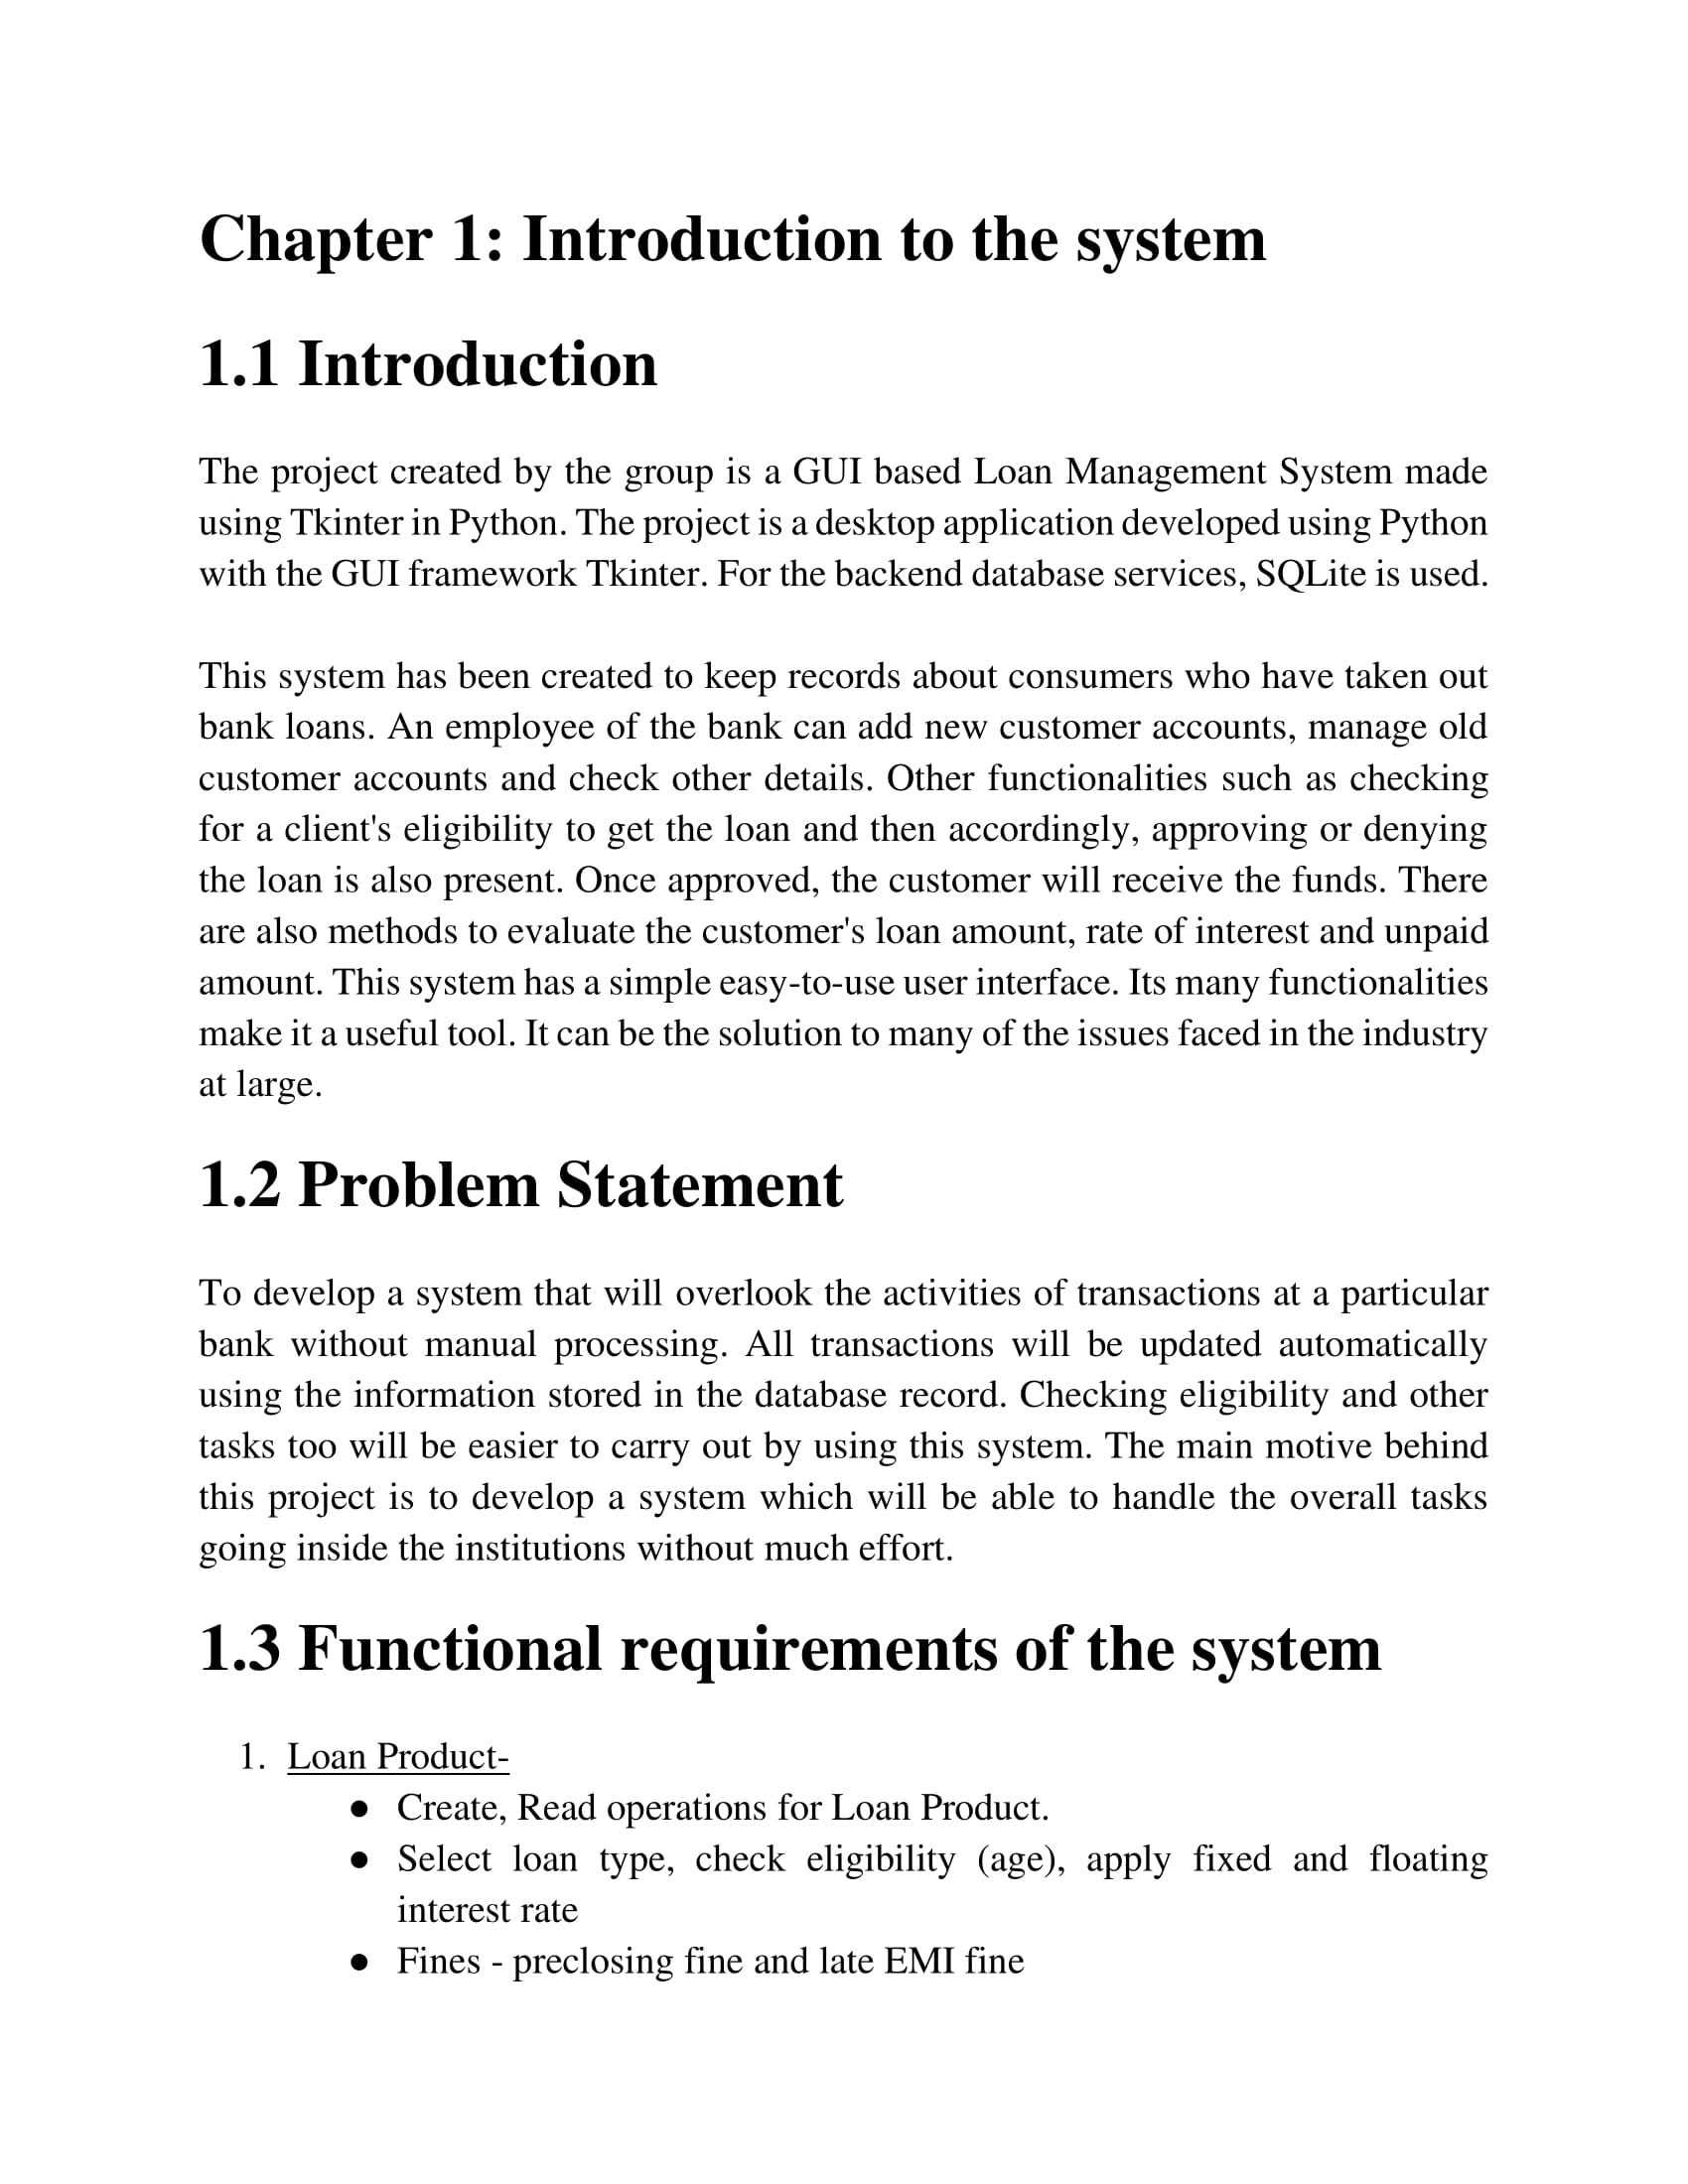 Chapter 1: Introduction to the system
1.1 Introduction
The project created by the group is a GUI based Loan Management System made
using Tkinter in Python. The project is a desktop application developed using Python
with the GUI framework Tkinter. For the backend database services, SQLite is used.
This system has been created to keep records about consumers who have taken out
bank loans. An employee of the bank can add new customer accounts, manage old
customer accounts and check other details. Other functionalities such as checking
for a client's eligibility to get the loan and then accordingly, approving or denying
the loan is also present. Once approved, the customer will receive the funds. There
are also methods to evaluate the customer's loan amount, rate of interest and unpaid
amount. This system has a simple easy-to-use user interface. Its many functionalities
make it a useful tool. It can be the solution to many of the issues faced in the industry
at large.
1.2 Problem Statement
To develop a system that will overlook the activities of transactions at a particular
bank without manual processing. All transactions will be updated automatically
using the information stored in the database record. Checking eligibility and other
tasks too will be easier to carry out by using this system. The main motive behind
this project is to develop a system which will be able to handle the overall tasks
going inside the institutions without much effort.
1.3 Functional requirements of the system
1. Loan Product-
● Create, Read operations for Loan Product.
● Select loan type, check eligibility (age), apply fixed and floating
interest rate
● Fines - preclosing fine and late EMI fine